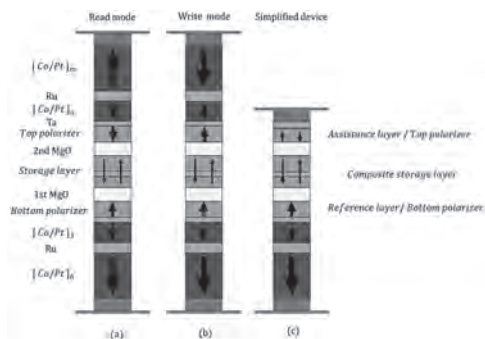 Read mode Write mode Simplified device
[Co/Pt]m
Ru
[Co/Pt]n
Ta
Top polarizer
2nd MgO
Storage layer
1st MgO
Bottom polarizer
[Co/Pt]
Ru
[Co/Pt]
Assistance layer / Top polarizer
Composite storage layer
Reference layer/ Bottom polarizer
(a) (b) (c)